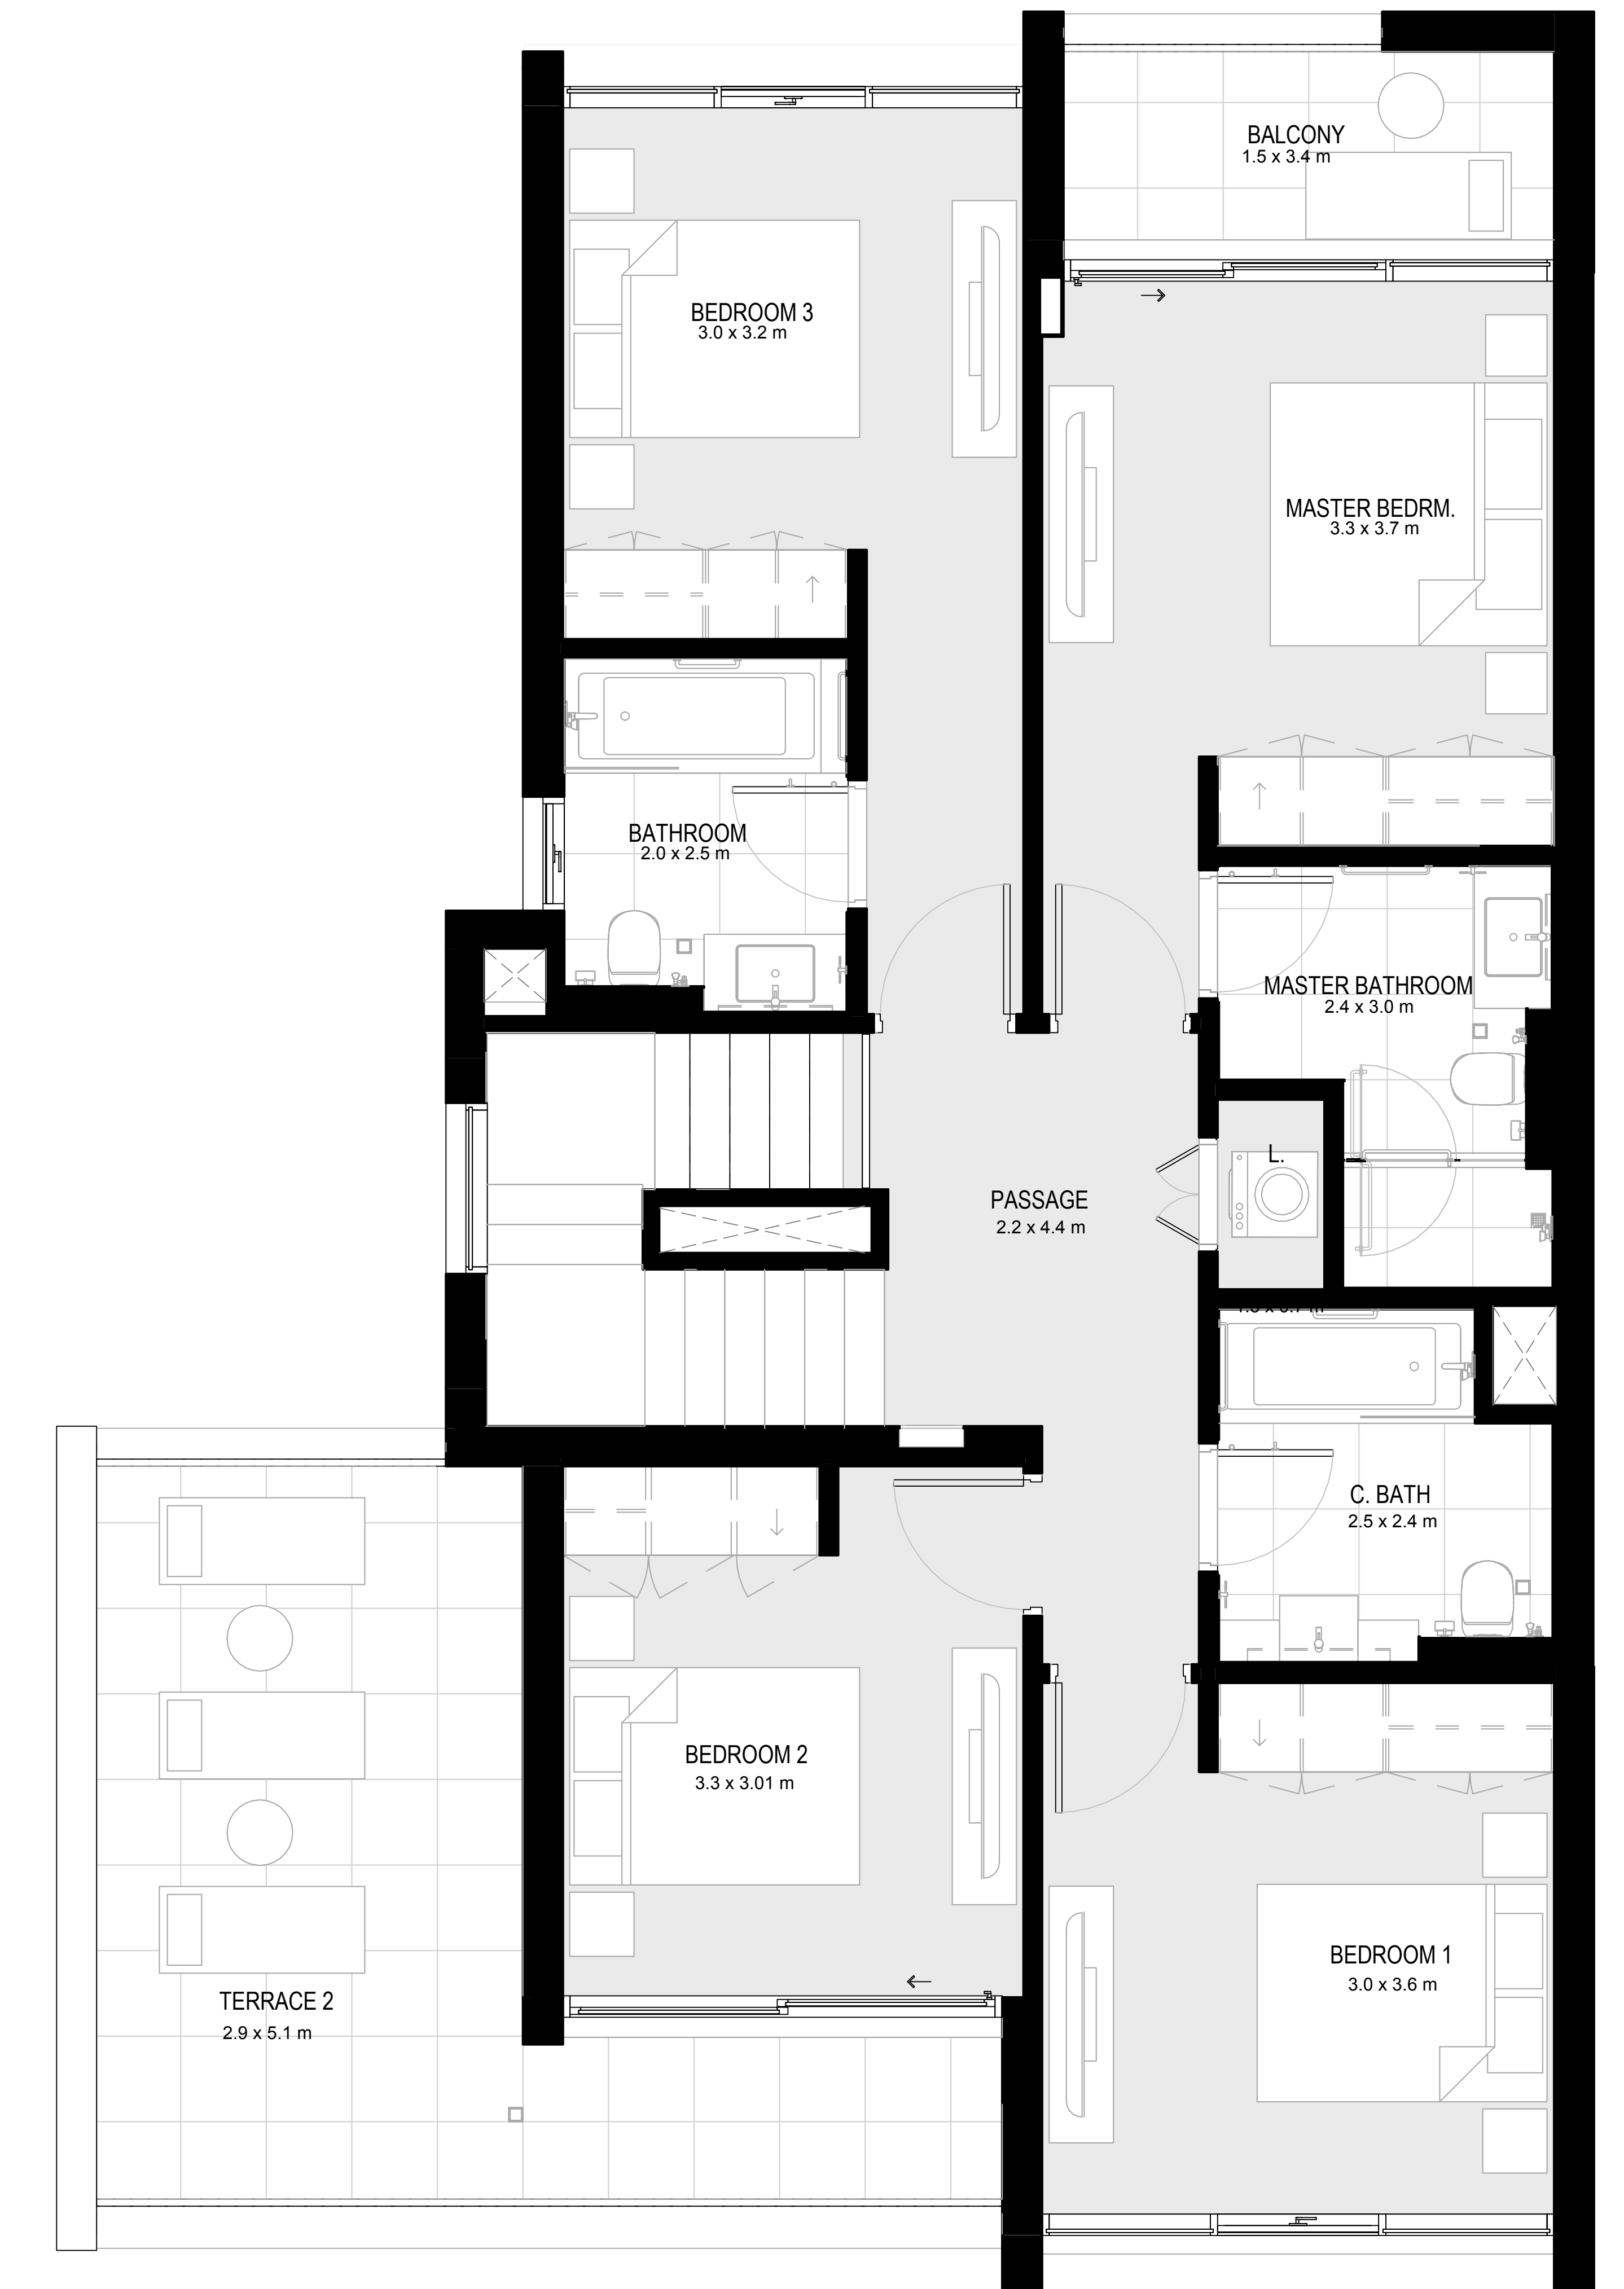 BALCONY
1.5 x 3.4 m
BEDROOM 3
3.0 x 3.2 m
MASTER BEDRM.
3.3 x 3.7 m
BATHROOM
2.0 x 2.5 m
MASTER BATHROOM
2.4 x 3.0 m
L.
PASSAGE
2.2 x 4.4 m
C. BATH
2.5 x 2.4 m
BEDROOM 2
3.3 x 3.01 m
BEDROOM 1
3.0 x 3.6 m
TERRACE 2
2.9 x 5.1 m